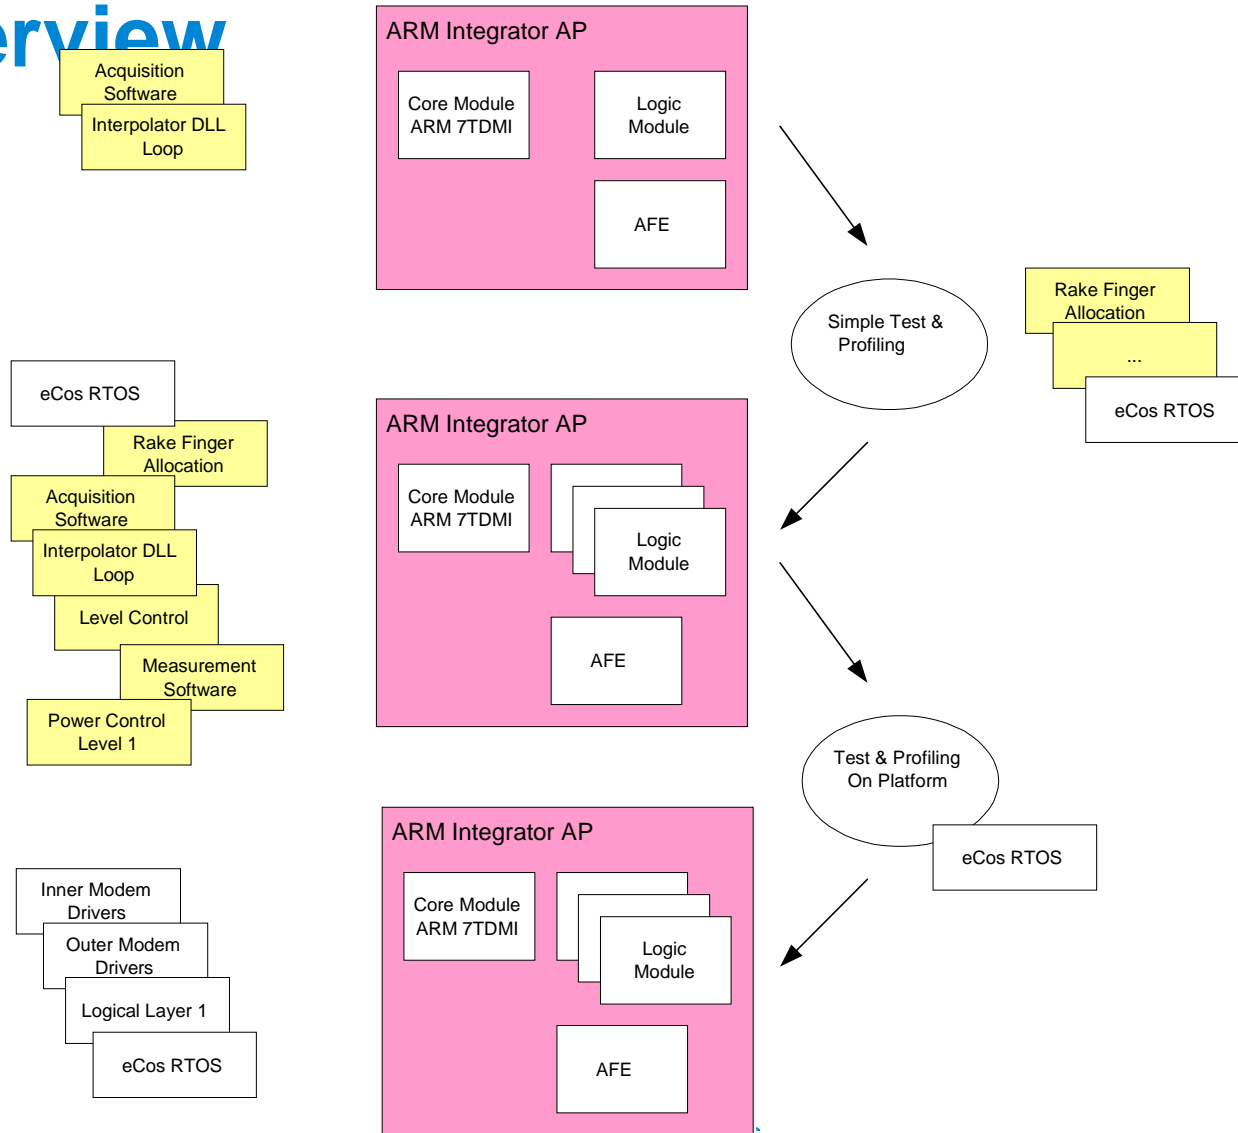 erview
Acquisition
Software
Interpolator DLL
Loop
ARM Integrator AP
Core Module
ARM 7TDMI
Logic
Module
AFE
Simple Test &
Profiling
Rake Finger
Allocation
...
eCos RTOS
eCos RTOS
Rake Finger
Allocation
Acquisition
Software
Interpolator DLL
Loop
Level Control
Measurement
Software
Power Control
Level 1
ARM Integrator AP
Core Module
ARM 7TDMI
Logic
Module
AFE
Test & Profiling
On Platform
eCos RTOS
Inner Modem
Drivers
Outer Modem
Drivers
Logical Layer 1
eCos RTOS
ARM Integrator AP
Core Module
ARM 7TDMI
Logic
Module
AFE